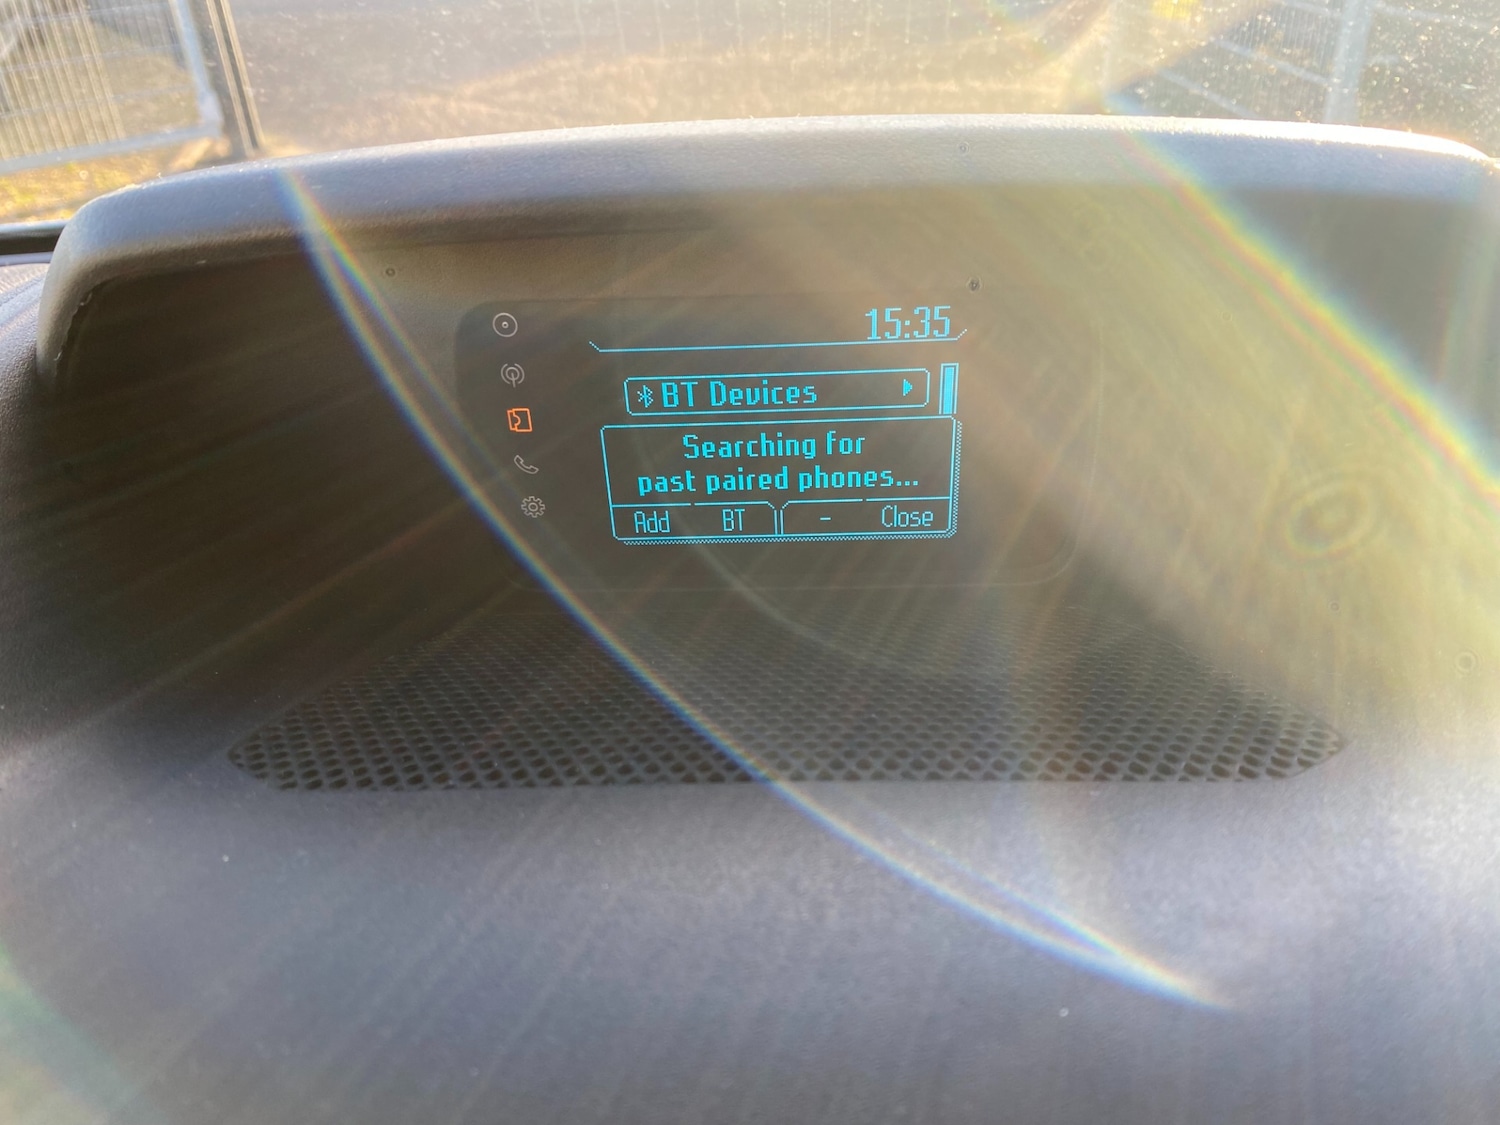 15:35
BT Devices
Searching for
past paired phones...
Add BT - Close